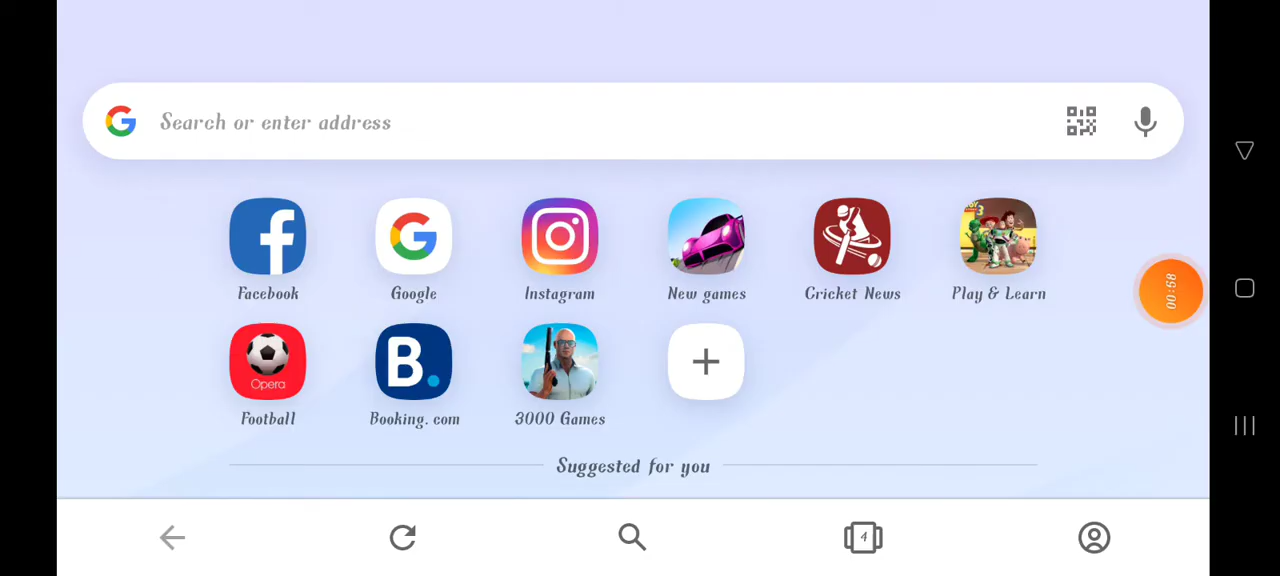 Search or enter address
Facebook
Google
Instagram
New games
Cricket News
Play & Learn
00:58
Opera
Football
B.
Booking.com
3000 Games
Suggested for you
4